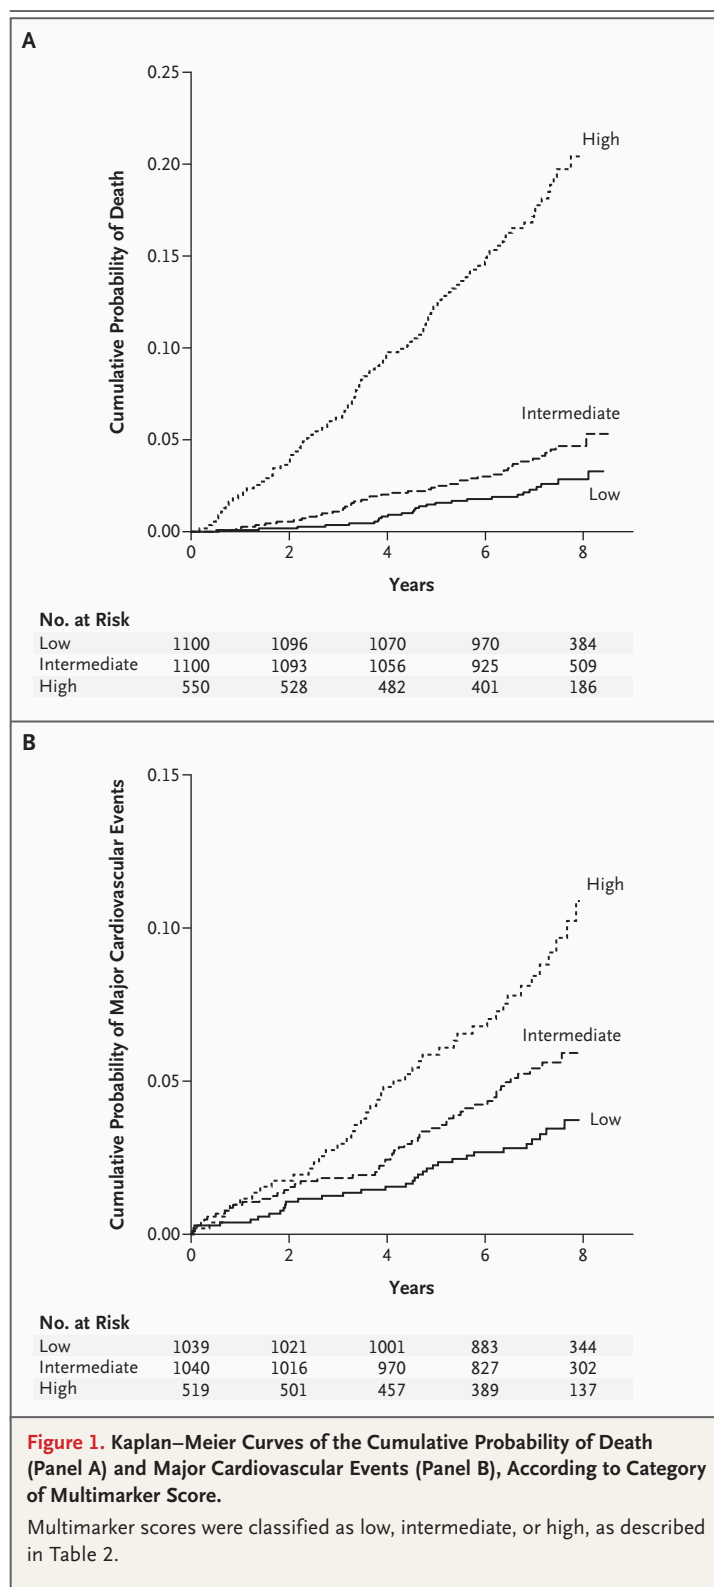 A
0.25
0.20
0.15
0.10
0.05
0.00
Cumulative Probability of Death
High
Intermediate
Low
0 2 4 6 8
Years
No. at Risk
Low 1100 1096 1070 970 384
Intermediate 1100 1093 1056 925 509
High 550 528 482 401 186
B
0.15
0.10
0.05
0.00
Cumulative Probability of Major Cardiovascular Events
High
Intermediate
Low
0 2 4 6 8
Years
No. at Risk
Low 1039 1021 1001 883 344
Intermediate 1040 1016 970 827 302
High 519 501 457 389 137
Figure 1. Kaplan–Meier Curves of the Cumulative Probability of Death
(Panel A) and Major Cardiovascular Events (Panel B), According to Category
of Multimarker Score.
Multimarker scores were classified as low, intermediate, or high, as described
in Table 2.